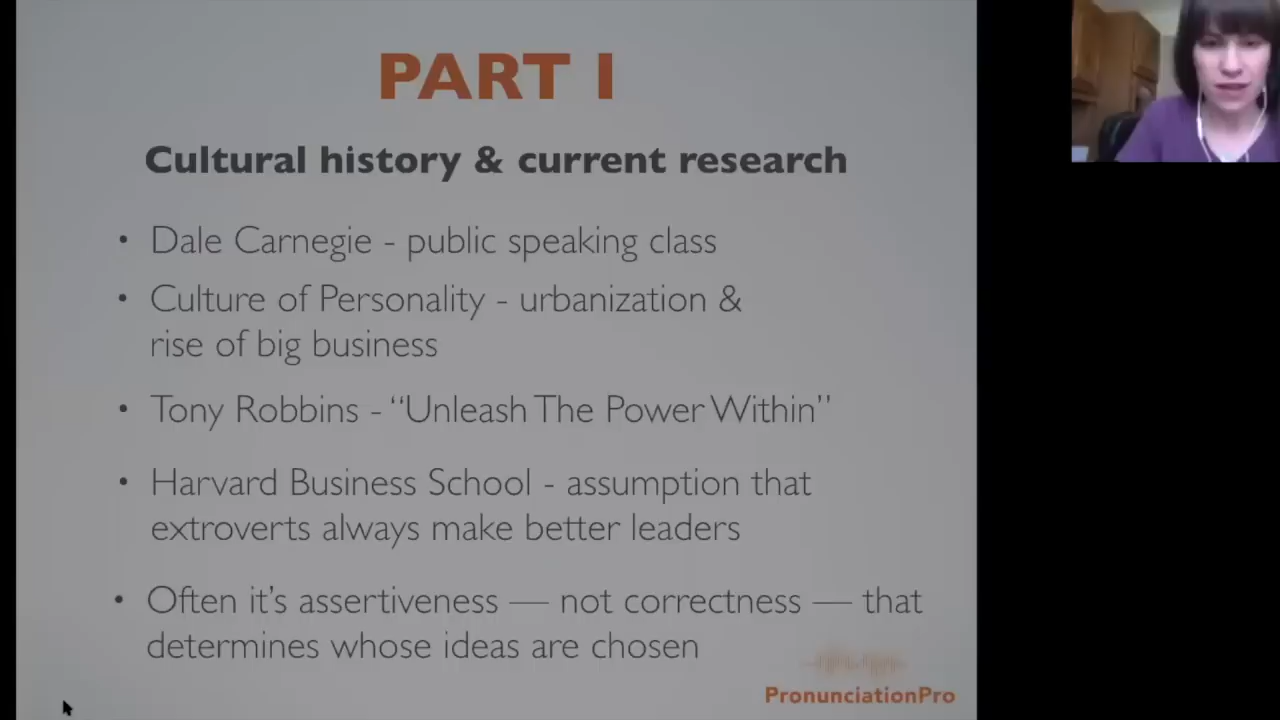 PART I
Cultural history & current research
• Dale Carnegie - public speaking class
• Culture of Personality - urbanization &
rise of big business
• Tony Robbins - “Unleash The Power Within”
• Harvard Business School - assumption that
extroverts always make better leaders
• Often it’s assertiveness — not correctness — that
determines whose ideas are chosen
PronunciationPro